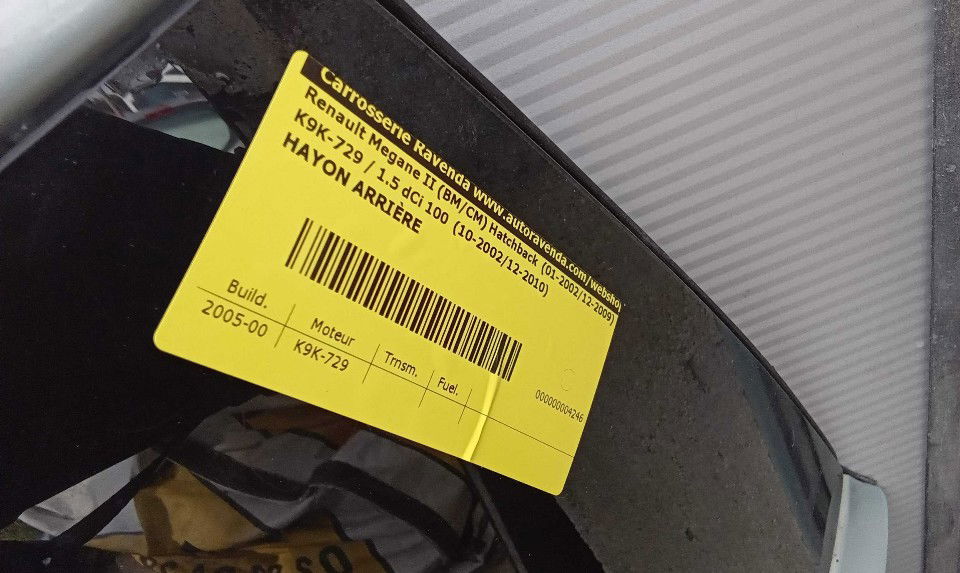 Carrosserie Ravenda www.autoravenda.com/webshop
Renault Megane II (BM/CM) Hatchback (01-2002/12-2009)
K9K-729 / 1.5 dCi 100 (10-2002/12-2010)
HAYON ARRIÈRE
Build. Moteur Trnsm. Fuel.
2005-00 K9K-729
000000004246